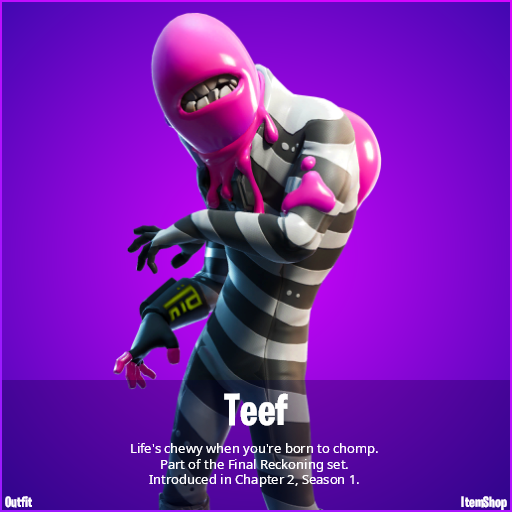 Teef
Life's chewy when you're born to chomp.
Part of the Final Reckoning set.
Introduced in Chapter 2, Season 1.
Outfit
ItemShop